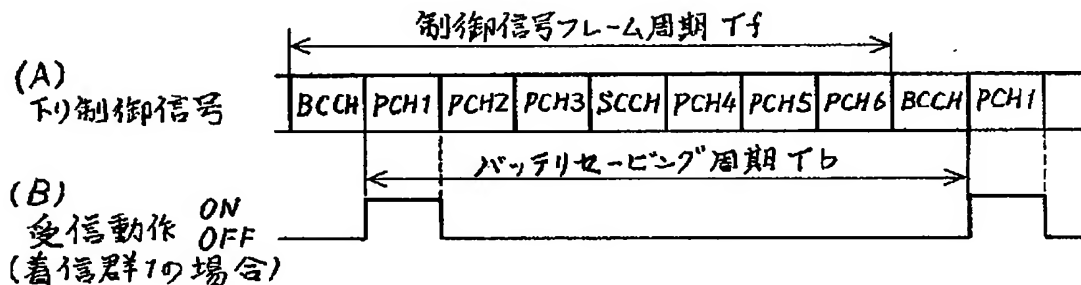 制御信号フレーム周期 Tf
(A)
下り制御信号
BCCH PCH1 PCH2 PCH3 SCCH PCH4 PCH5 PCH6 BCCH PCH1
バッテリセービング周期 Tb
(B)
受信動作 ON
OFF
(着信群1の場合)